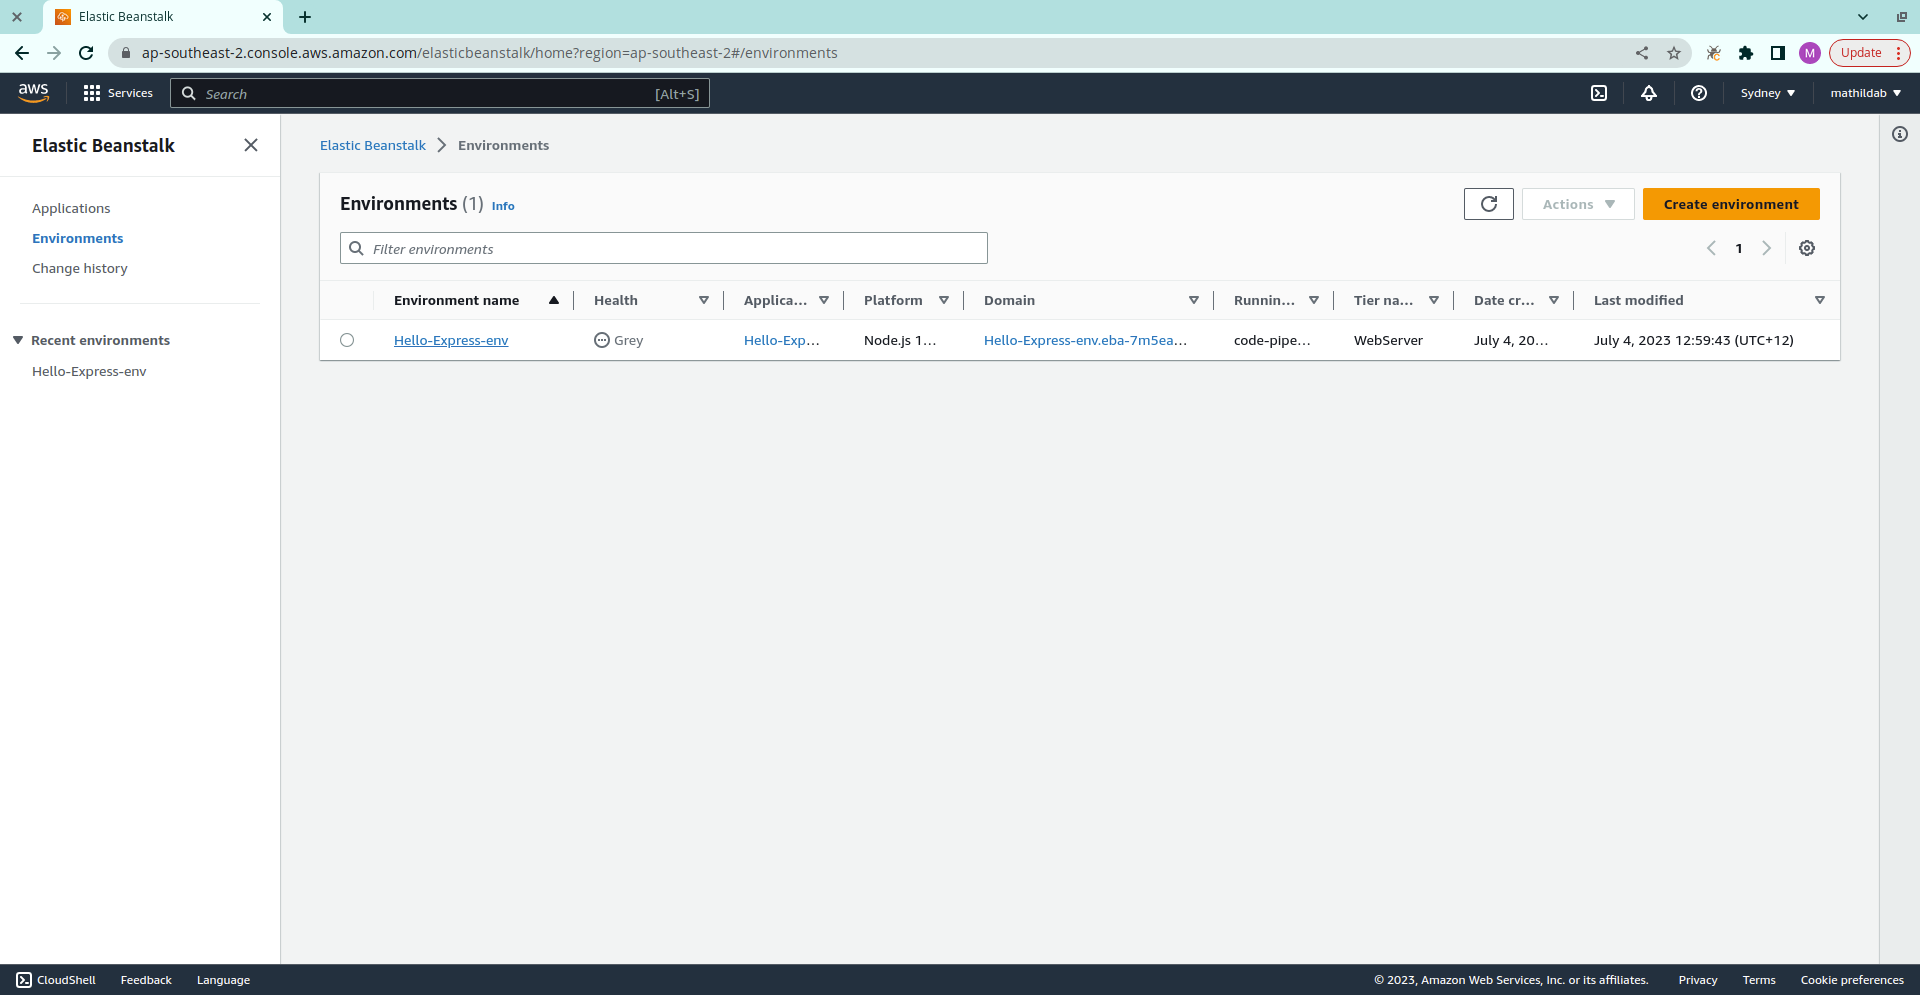 Elastic Beanstalk
ap-southeast-2.console.aws.amazon.com/elasticbeanstalk/home?region=ap-southeast-2#/environments
M
Update
aws
Services
Search
[Alt+S]
Sydney
mathildab
Elastic Beanstalk
Applications
Environments
Change history
Recent environments
Hello-Express-env
Elastic Beanstalk
Environments
Environments (1) Info
Actions
Create environment
Filter environments
1
Environment name Health Applica... Platform Domain Runnin... Tier na... Date cr... Last modified
Hello-Express-env Grey Hello-Exp... Node.js 1... Hello-Express-env.eba-7m5ea... code-pipe... WebServer July 4, 20... July 4, 2023 12:59:43 (UTC+12)
CloudShell Feedback Language © 2023, Amazon Web Services, Inc. or its affiliates. Privacy Terms Cookie preferences